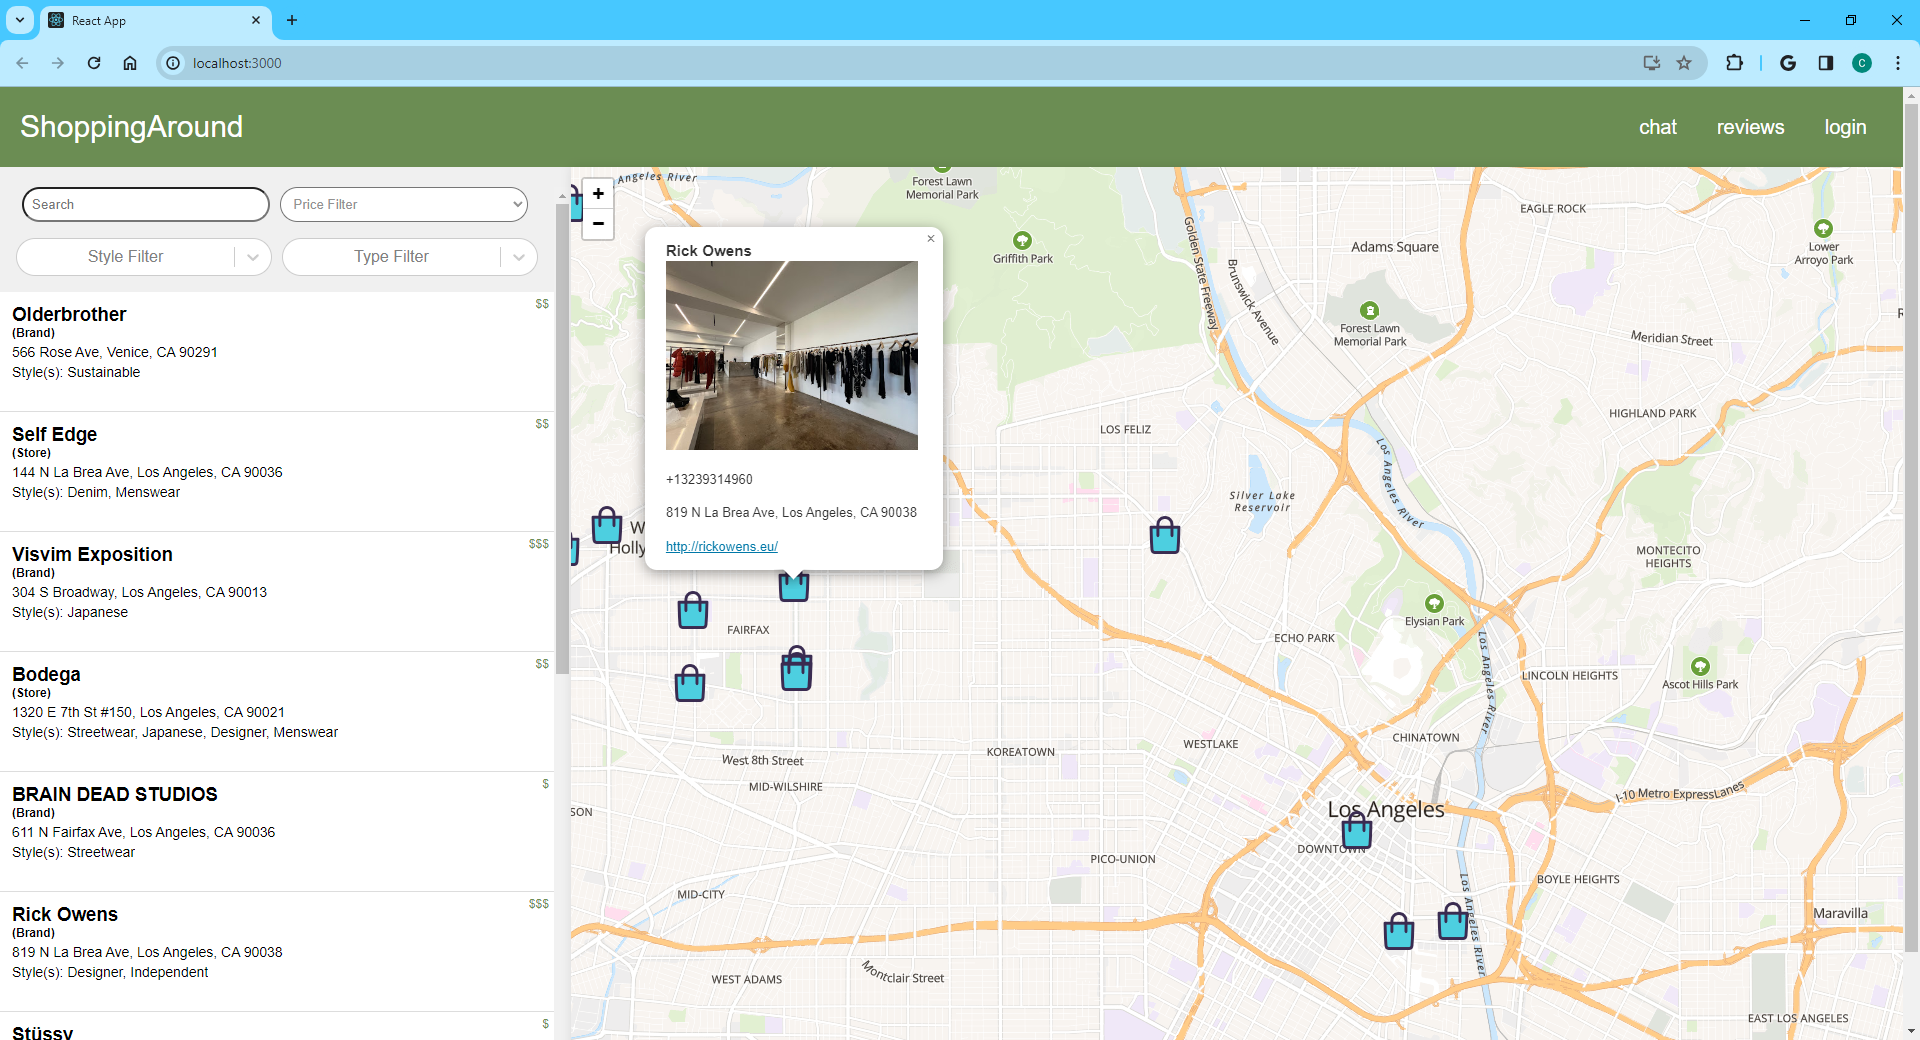 React App
localhost:3000
C
ShoppingAround
chat
reviews
login
Search
Price Filter
Style Filter
Type Filter
Olderbrother
$$
(Brand)
566 Rose Ave, Venice, CA 90291
Style(s): Sustainable
Self Edge
$$
(Store)
144 N La Brea Ave, Los Angeles, CA 90036
Style(s): Denim, Menswear
Visvim Exposition
$$$
(Brand)
304 S Broadway, Los Angeles, CA 90013
Style(s): Japanese
Bodega
$$
(Store)
1320 E 7th St #150, Los Angeles, CA 90021
Style(s): Streetwear, Japanese, Designer, Menswear
BRAIN DEAD STUDIOS
$
(Brand)
611 N Fairfax Ave, Los Angeles, CA 90036
Style(s): Streetwear
Rick Owens
$$$
(Brand)
819 N La Brea Ave, Los Angeles, CA 90038
Style(s): Designer, Independent
Stüssy
$
+
−
Rick Owens
×
+13239314960
819 N La Brea Ave, Los Angeles, CA 90038
http://rickowens.eu/
Angeles River
Forest Lawn
Memorial Park
Griffith Park
Golden State Freeway
Brunswick Avenue
Los Angeles River
EAGLE ROCK
Adams Square
Lower
Arroyo Park
Forest Lawn
Memorial Park
Meridian Street
HIGHLAND PARK
LOS FELIZ
Silver Lake
Reservoir
MONTECITO
HEIGHTS
Elysian Park
ECHO PARK
LINCOLN HEIGHTS
Ascot Hills Park
Los Angeles River
FAIRFAX
West 8th Street
KOREATOWN
WESTLAKE
CHINATOWN
MID-WILSHIRE
I-10 Metro ExpressLanes
SON
Los Angeles
DOWNTOWN
PICO-UNION
BOYLE HEIGHTS
MID-CITY
Los Angeles River
Maravilla
WEST ADAMS
Montclair Street
EAST LOS ANGELES